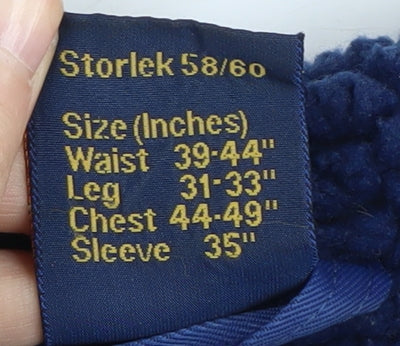 Storlek 58/60
Size (Inches)
Waist 39-44"
Leg 31-33"
Chest 44-49"
Sleeve 35"